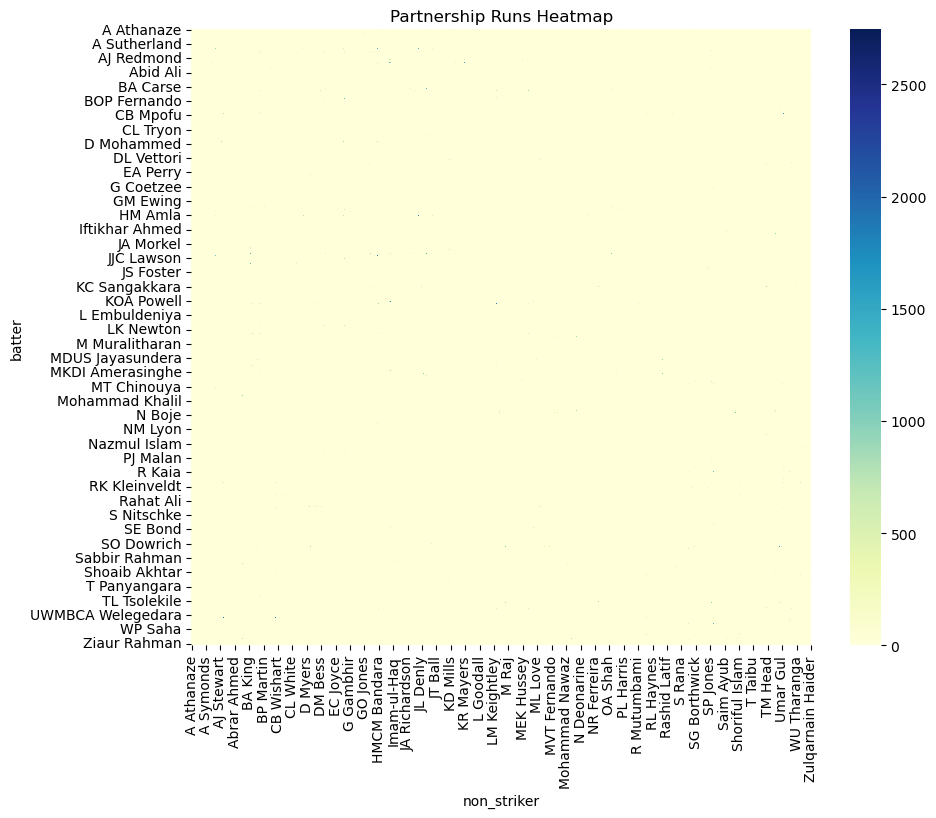 Partnership Runs Heatmap
A Athanaze
A Sutherland
AJ Redmond
Abid Ali
BA Carse
BOP Fernando
CB Mpofu
CL Tryon
D Mohammed
DL Vettori
EA Perry
G Coetzee
GM Ewing
HM Amla
Iftikhar Ahmed
JA Morkel
JJC Lawson
JS Foster
KC Sangakkara
KOA Powell
L Embuldeniya
LK Newton
M Muralitharan
MDUS Jayasundera
MKDI Amerasinghe
MT Chinouya
Mohammad Khalil
N Boje
NM Lyon
Nazmul Islam
PJ Malan
R Kaia
RK Kleinveldt
Rahat Ali
S Nitschke
SE Bond
SO Dowrich
Sabbir Rahman
Shoaib Akhtar
T Panyangara
TL Tsolekile
UWMBCA Welegedara
WP Saha
Ziaur Rahman
batter
A Athanaze
A Symonds
AJ Stewart
Abrar Ahmed
BA King
BP Martin
CB Wishart
CL White
D Myers
DM Bess
EC Joyce
G Gambhir
GO Jones
HMCM Bandara
Imam-ul-Haq
JA Richardson
JL Denly
JT Ball
KD Mills
KR Mayers
L Goodall
LM Keightley
M Raj
MEK Hussey
ML Love
MVT Fernando
Mohammad Nawaz
N Deonarine
NR Ferreira
OA Shah
PL Harris
R Mutumbami
RL Haynes
Rashid Latif
S Rana
SG Borthwick
SP Jones
Saim Ayub
Shoriful Islam
T Taibu
TM Head
Umar Gul
WU Tharanga
Zulqarnain Haider
non_striker
2500
2000
1500
1000
500
0